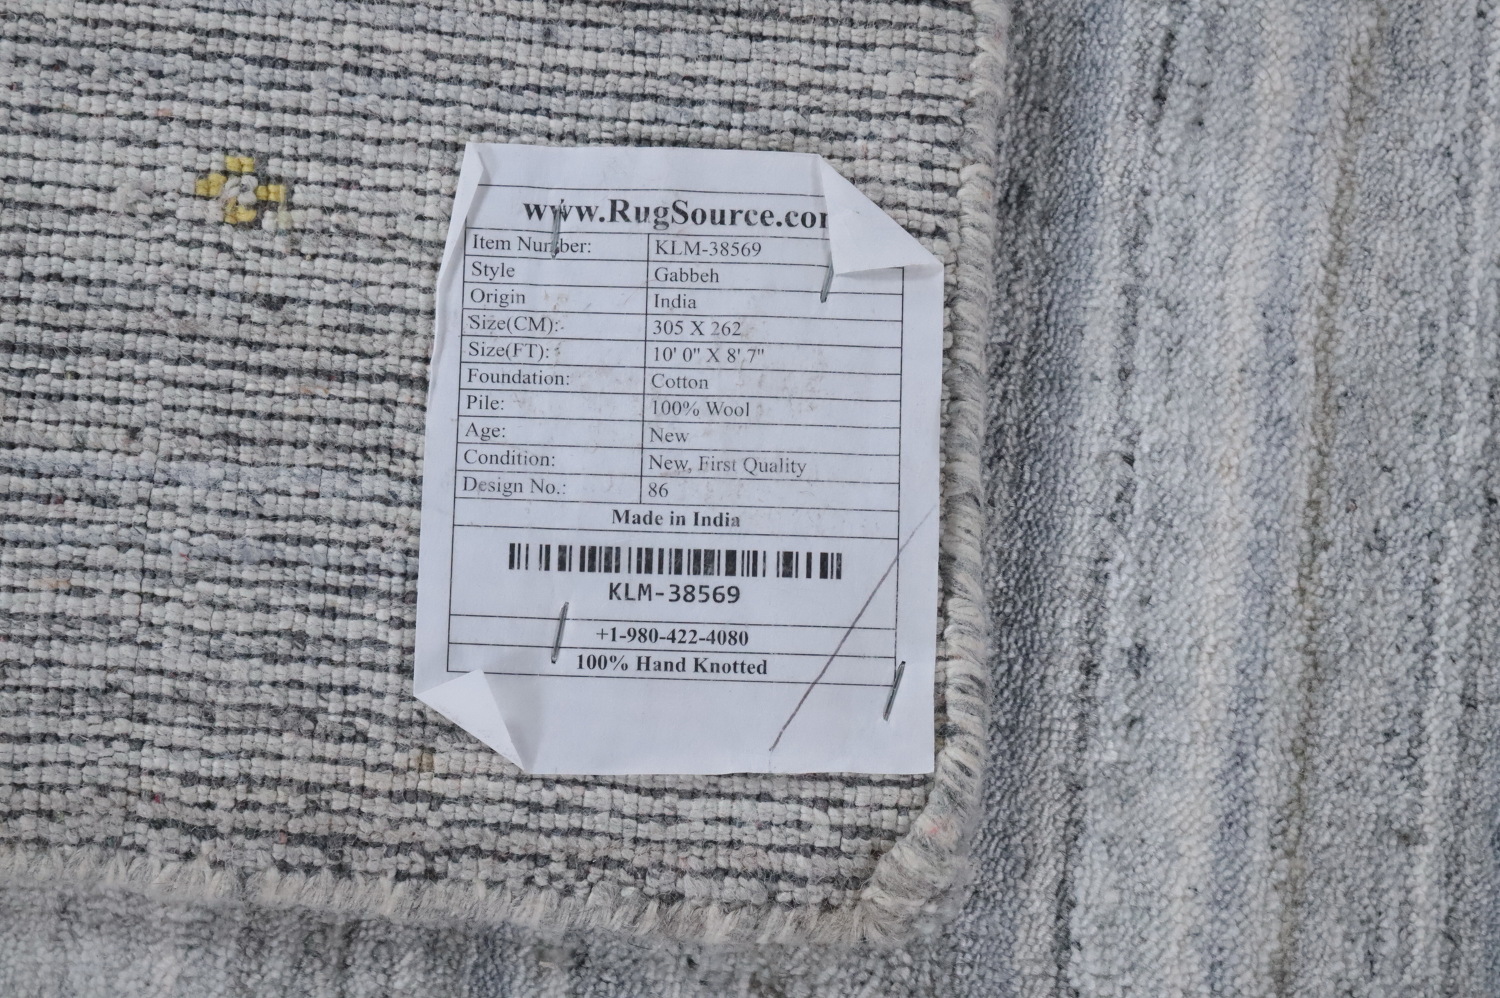 www.RugSource.com
Item Number: KLM-38569
Style Gabbeh
Origin India
Size(CM): 305 X 262
Size(FT): 10' 0" X 8' 7"
Foundation: Cotton
Pile: 100% Wool
Age: New
Condition: New, First Quality
Design No.: 86
Made in India
KLM-38569
+1-980-422-4080
100% Hand Knotted